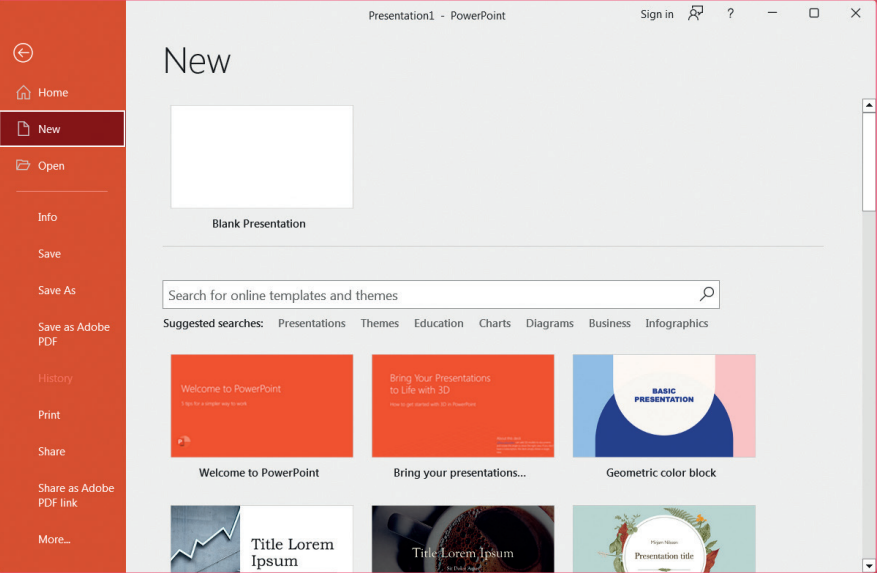 Presentation1 - PowerPoint
Sign in
?
New
Home
New
Open
Info
Save
Save As
Save as Adobe
PDF
History
Print
Share
Share as Adobe
PDF link
More...
Blank Presentation
Search for online templates and themes
Suggested searches: Presentations Themes Education Charts Diagrams Business Infographics
Welcome to PowerPoint
5 tips for a simpler way to work
Welcome to PowerPoint
Bring Your Presentations
to Life with 3D
How to get started with 3D in PowerPoint
Bring your presentations...
BASIC
PRESENTATION
Geometric color block
Title Lorem
Ipsum
Title Lorem Ipsum
Sit Dolor Amet
Mirjam Nilsson
Presentation title